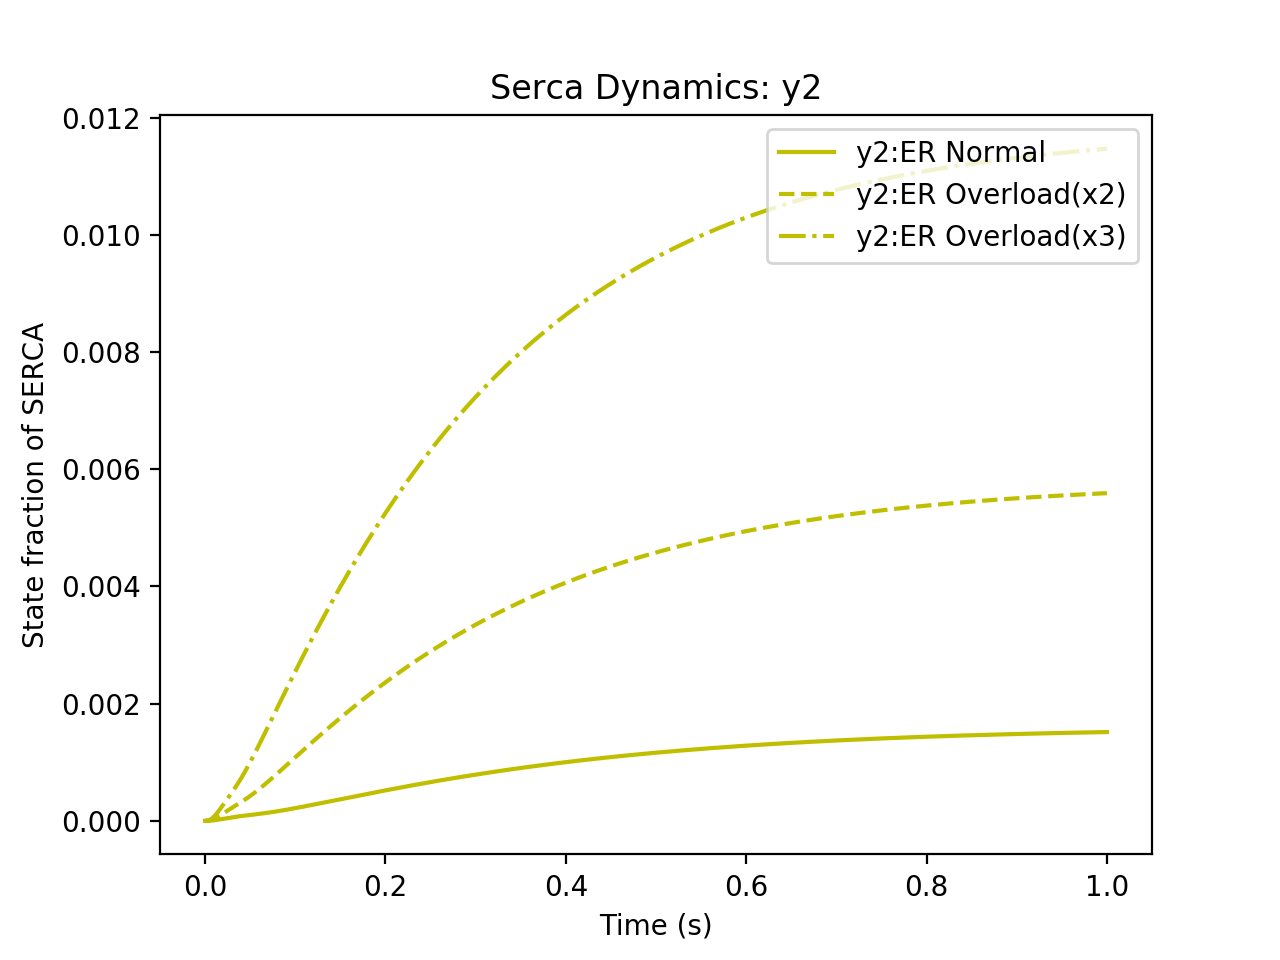 Serca Dynamics: y2
0.012
0.010
0.008
0.006
0.004
0.002
0.000
State fraction of SERCA
y2:ER Normal
y2:ER Overload(x2)
y2:ER Overload(x3)
0.0 0.2 0.4 0.6 0.8 1.0
Time (s)